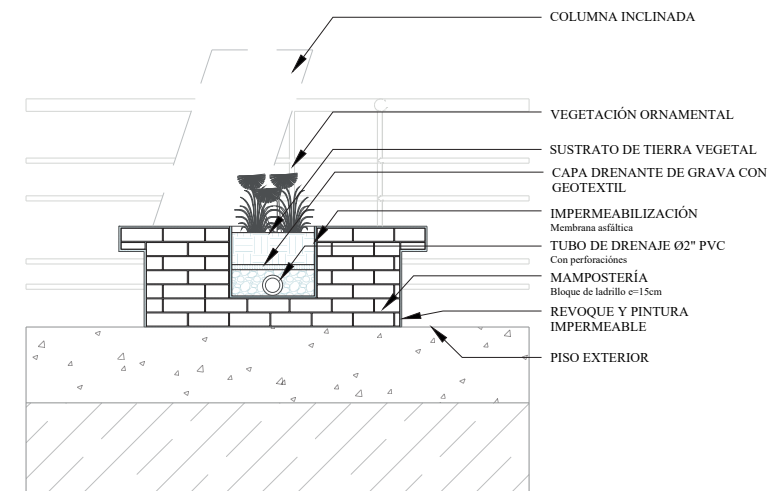 COLUMNA INCLINADA
VEGETACIÓN ORNAMENTAL
SUSTRATO DE TIERRA VEGETAL
CAPA DRENANTE DE GRAVA CON
GEOTEXTIL
IMPERMEABILIZACIÓN
Membrana asfáltica
TUBO DE DRENAJE Ø2" PVC
Con perforaciónes
MAMPOSTERÍA
Bloque de ladrillo e=15cm
REVOQUE Y PINTURA
IMPERMEABLE
PISO EXTERIOR